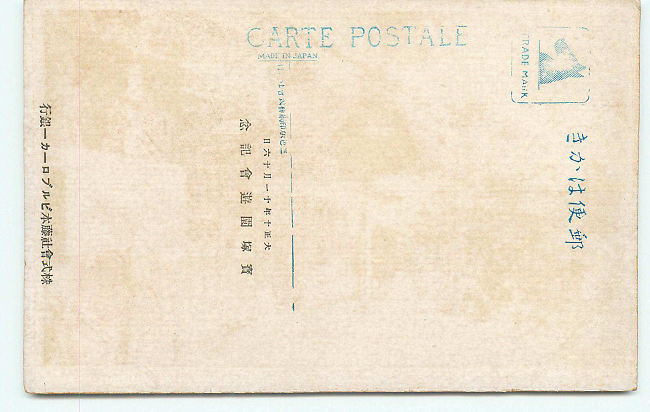 CARTE POSTALE
MADE IN JAPAN
TRADE MARK
郵便はかき
大正十年十一月十六日
寶塚園遊會記念
株式會社藤本ビルブローカー銀行